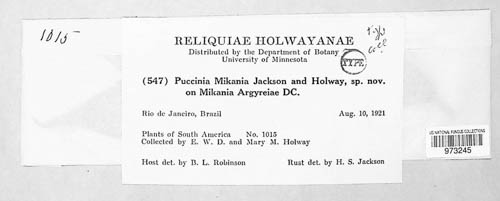 1015
RELIQUIAE HOLWAYANAE
Distributed by the Department of Botany
University of Minnesota
TYPE
(547) Puccinia Mikania Jackson and Holway, sp. nov.
on Mikania Argyreiae DC.
Rio de Janeiro, Brazil Aug. 10, 1921
Plants of South America No. 1015
Collected by E. W. D. and Mary M. Holway
Host det. by B. L. Robinson Rust det. by H. S. Jackson
US NATIONAL FUNGUS COLLECTIONS
973245